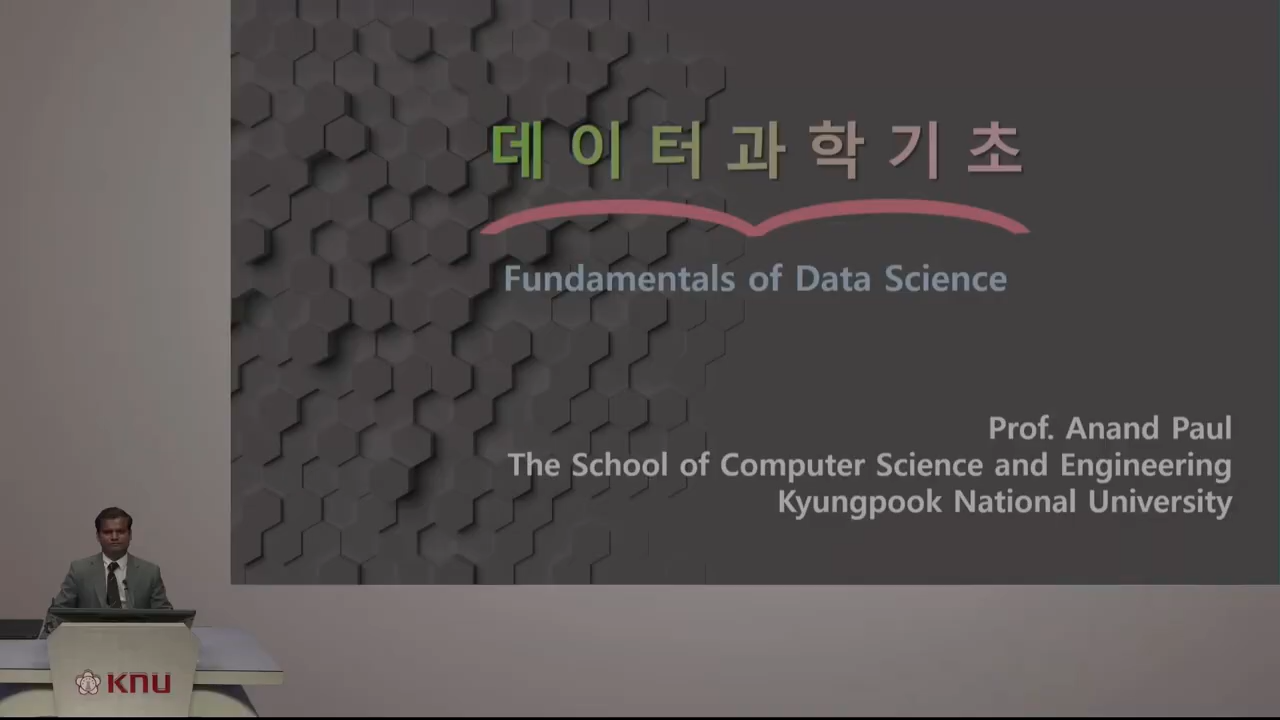 데이터과학기초
Fundamentals of Data Science
Prof. Anand Paul
The School of Computer Science and Engineering
Kyungpook National University
KNU